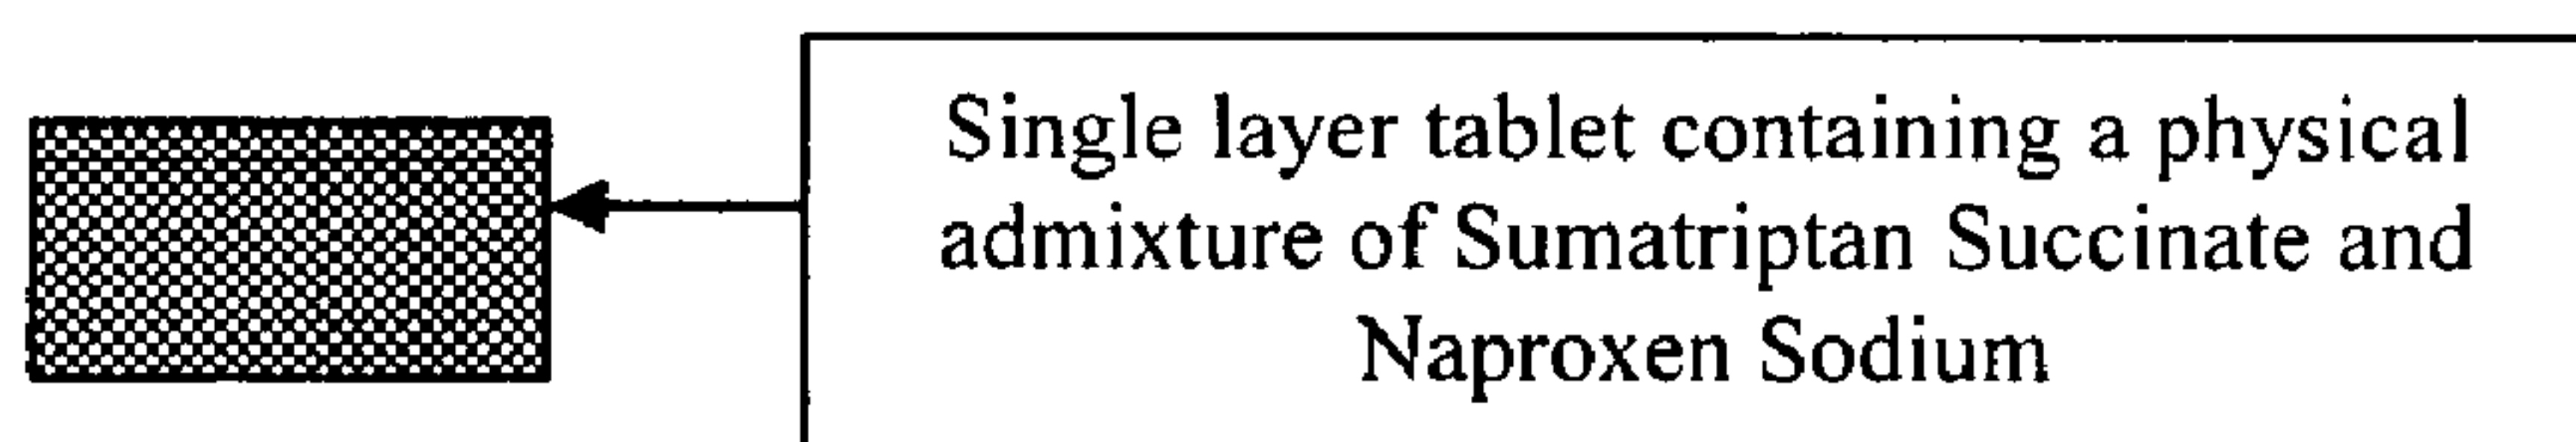 Single layer tablet containing a physical
admixture of Sumatriptan Succinate and
Naproxen Sodium